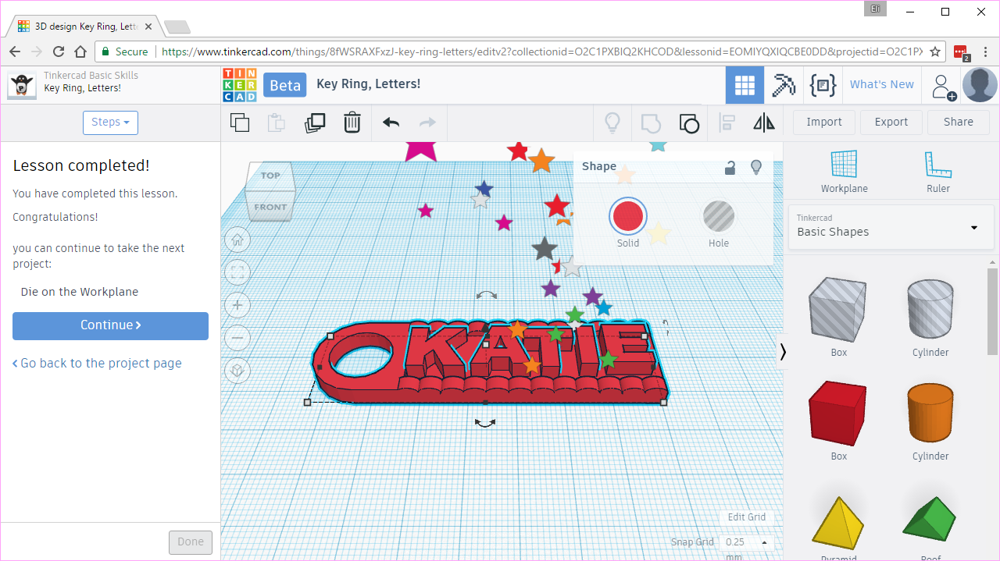 Eli
3D design Key Ring, Lette
Secure
https://www.tinkercad.com/things/8fWSRAXFxzJ-key-ring-letters/editv2?collectionid=O2C1PXBIQ2KHCOD&lessonid=EOMIYQXIQCBE0DD&projectid=O2C1PX
2
Tinkercad Basic Skills
Key Ring, Letters!
TIN
KER
CAD
Beta
Key Ring, Letters!
What's New
Steps
Import
Export
Share
Lesson completed!
You have completed this lesson.
Congratulations!
you can continue to take the next
project:
Die on the Workplane
Continue
Go back to the project page
Done
TOP
FRONT
Shape
Solid
Hole
KATIE
Edit Grid
Snap Grid
0.25
mm
Workplane
Ruler
Tinkercad
Basic Shapes
Box
Cylinder
Box
Cylinder
Pyramid
Roof